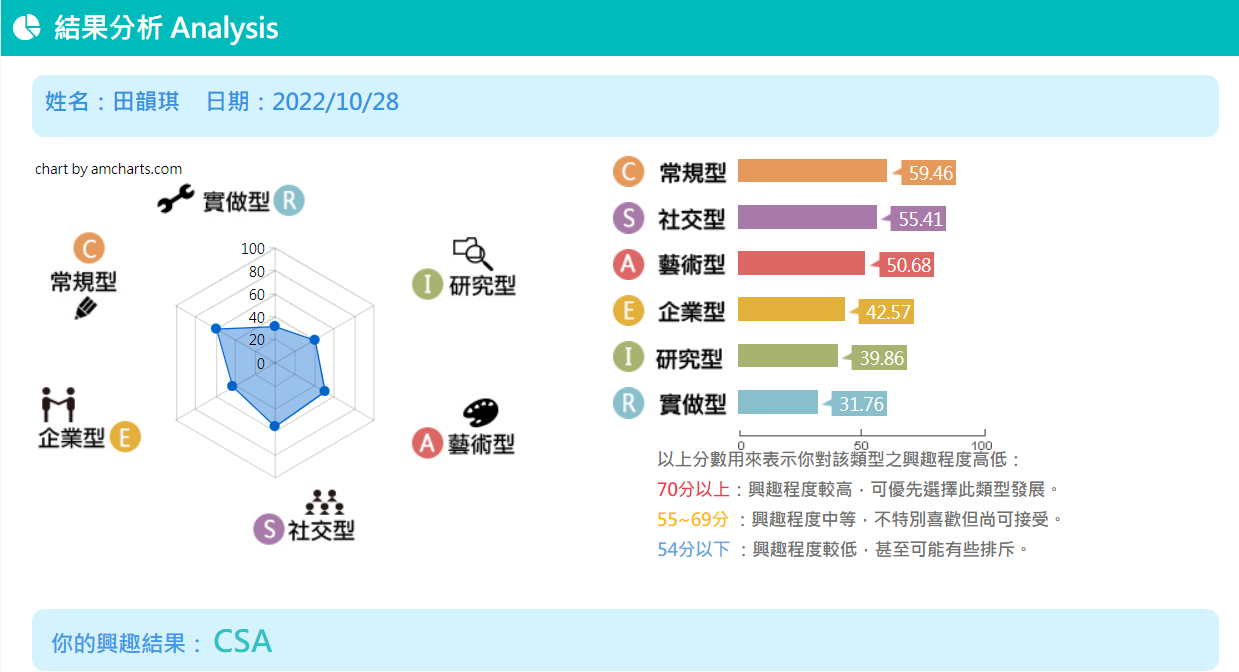 結果分析 Analysis
姓名：田韻琪 日期：2022/10/28
chart by amcharts.com
實做型 R
C
常規型
I 研究型
企業型 E
A 藝術型
S 社交型
100
80
60
40
20
0
C 常規型 59.46
S 社交型 55.41
A 藝術型 50.68
E 企業型 42.57
I 研究型 39.86
R 實做型 31.76
0 50 100
以上分數用來表示你對該類型之興趣程度高低：
70分以上：興趣程度較高，可優先選擇此類型發展。
55~69分 ：興趣程度中等，不特別喜歡但尚可接受。
54分以下 ：興趣程度較低，甚至可能有些排斥。
你的興趣結果： CSA